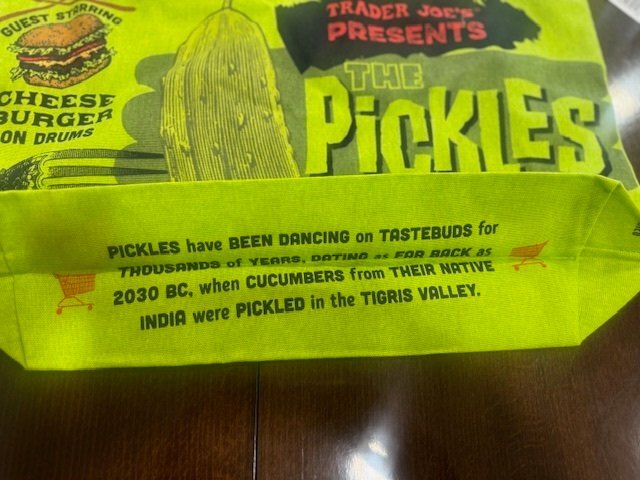 GUEST STARRING
CHEESE
BURGER
ON DRUMS
TRADER JOE'S
PRESENTS
THE
PICKLES
PICKLES have BEEN DANCING on TASTEBUDS for
THOUSANDS of YEARS, DATING as FAR BACK as
2030 BC, when CUCUMBERS from THEIR NATIVE
INDIA were PICKLED in the TIGRIS VALLEY.